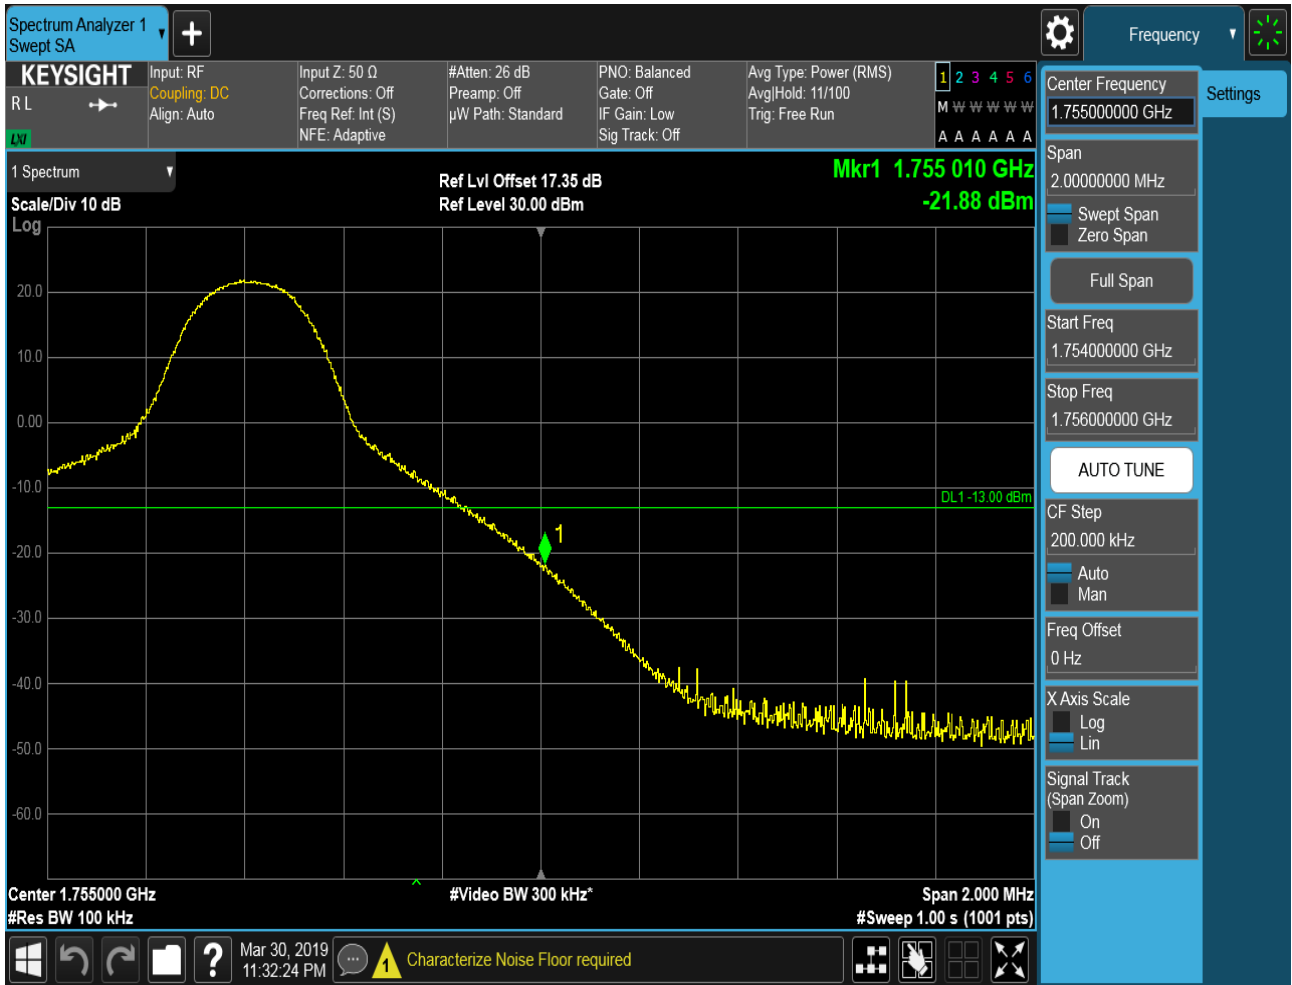 Spectrum Analyzer 1
Swept SA
Frequency
KEYSIGHT
R L
LXI
Input: RF
Coupling: DC
Align: Auto
Input Z: 50 Ω
Corrections: Off
Freq Ref: Int (S)
NFE: Adaptive
#Atten: 26 dB
Preamp: Off
µW Path: Standard
PNO: Balanced
Gate: Off
IF Gain: Low
Sig Track: Off
Avg Type: Power (RMS)
Avg|Hold: 11/100
Trig: Free Run
1 2 3 4 5 6
M W W W W W
A A A A A A
1 Spectrum
Scale/Div 10 dB
Log
Ref Lvl Offset 17.35 dB
Ref Level 30.00 dBm
Mkr1 1.755 010 GHz
-21.88 dBm
20.0
10.0
0.00
-10.0
-20.0
-30.0
-40.0
-50.0
-60.0
DL1 -13.00 dBm
1
Center 1.755000 GHz
#Res BW 100 kHz
#Video BW 300 kHz*
Span 2.000 MHz
#Sweep 1.00 s (1001 pts)
Center Frequency
1.755000000 GHz
Settings
Span
2.00000000 MHz
Swept Span
Zero Span
Full Span
Start Freq
1.754000000 GHz
Stop Freq
1.756000000 GHz
AUTO TUNE
CF Step
200.000 kHz
Auto
Man
Freq Offset
0 Hz
X Axis Scale
Log
Lin
Signal Track
(Span Zoom)
On
Off
?
Mar 30, 2019
11:32:24 PM
1
Characterize Noise Floor required